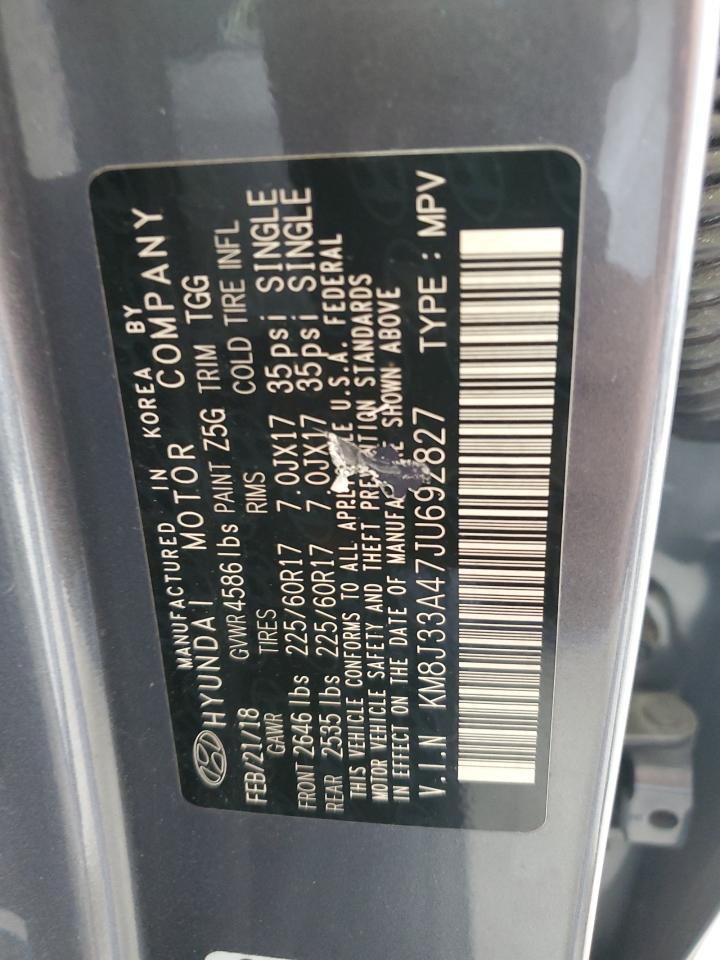 MANUFACTURED IN KOREA BY
HYUNDAI MOTOR COMPANY
FEB/21/18 GVWR 4586 lbs PAINT Z5G TRIM TGG
GAWR TIRES RIMS COLD TIRE INFL
FRONT 2646 lbs 225/60R17 7.0JX17 35psi SINGLE
REAR 2535 lbs 225/60R17 7.0JX17 35psi SINGLE
THIS VEHICLE CONFORMS TO ALL U.S.A. FEDERAL
MOTOR VEHICLE SAFETY AND THEFT STANDARDS
IN EFFECT ON THE DATE OF SHOWN ABOVE
V.I.N KM8J33A47JU692827 TYPE : MPV